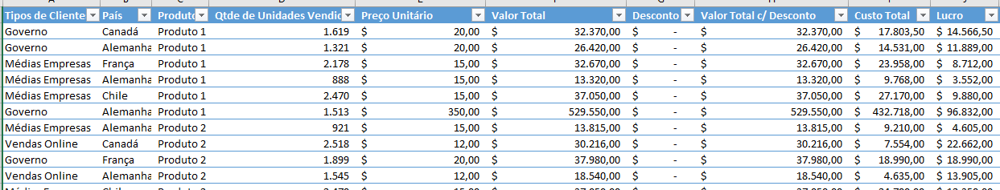 Tipos de Cliente País Produto Qtde de Unidades Vendid Preço Unitário Valor Total Desconto Valor Total c/ Desconto Custo Total Lucro
Governo Canadá Produto 1 1.619 $ 20,00 $ 32.370,00 $ - $ 32.370,00 $ 17.803,50 $ 14.566,50
Governo Alemanha Produto 1 1.321 $ 20,00 $ 26.420,00 $ - $ 26.420,00 $ 14.531,00 $ 11.889,00
Médias Empresas França Produto 1 2.178 $ 15,00 $ 32.670,00 $ - $ 32.670,00 $ 23.958,00 $ 8.712,00
Médias Empresas Alemanha Produto 1 888 $ 15,00 $ 13.320,00 $ - $ 13.320,00 $ 9.768,00 $ 3.552,00
Médias Empresas Chile Produto 1 2.470 $ 15,00 $ 37.050,00 $ - $ 37.050,00 $ 27.170,00 $ 9.880,00
Governo Alemanha Produto 1 1.513 $ 350,00 $ 529.550,00 $ - $ 529.550,00 $ 432.718,00 $ 96.832,00
Médias Empresas Alemanha Produto 2 921 $ 15,00 $ 13.815,00 $ - $ 13.815,00 $ 9.210,00 $ 4.605,00
Vendas Online Canadá Produto 2 2.518 $ 12,00 $ 30.216,00 $ - $ 30.216,00 $ 7.554,00 $ 22.662,00
Governo França Produto 2 1.899 $ 20,00 $ 37.980,00 $ - $ 37.980,00 $ 18.990,00 $ 18.990,00
Vendas Online Alemanha Produto 2 1.545 $ 12,00 $ 18.540,00 $ - $ 18.540,00 $ 4.635,00 $ 13.905,00